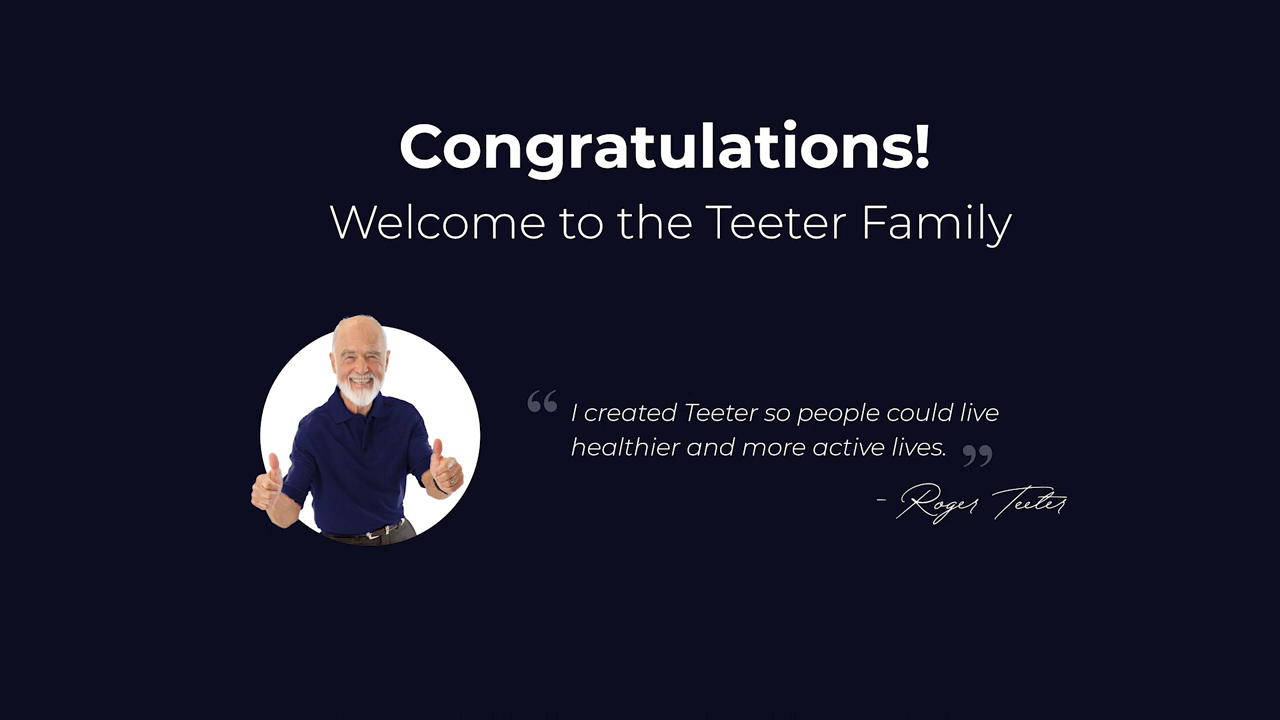 Congratulations!
Welcome to the Teeter Family
“ I created Teeter so people could live
healthier and more active lives. ”
- Roger Teeter